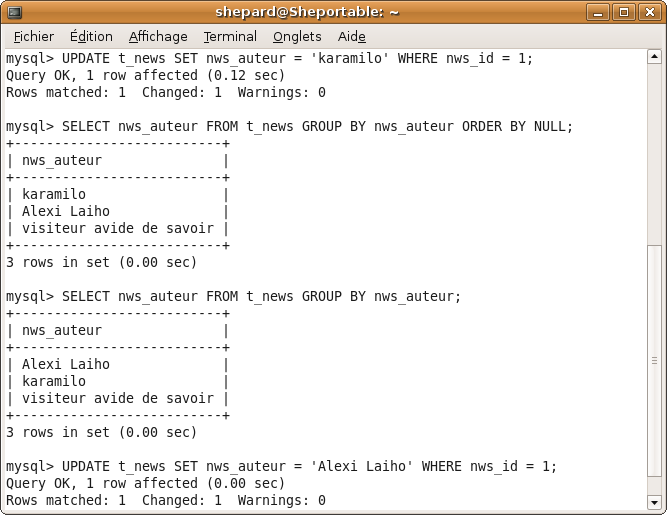 shepard@Sheportable: ~
Fichier Édition Affichage Terminal Onglets Aide
mysql> UPDATE t_news SET nws_auteur = 'karamilo' WHERE nws_id = 1;
Query OK, 1 row affected (0.12 sec)
Rows matched: 1  Changed: 1  Warnings: 0
mysql> SELECT nws_auteur FROM t_news GROUP BY nws_auteur ORDER BY NULL;
+--------------------------+
| nws_auteur               |
+--------------------------+
| karamilo                 |
| Alexi Laiho              |
| visiteur avide de savoir |
+--------------------------+
3 rows in set (0.00 sec)
mysql> SELECT nws_auteur FROM t_news GROUP BY nws_auteur;
+--------------------------+
| nws_auteur               |
+--------------------------+
| Alexi Laiho              |
| karamilo                 |
| visiteur avide de savoir |
+--------------------------+
3 rows in set (0.00 sec)
mysql> UPDATE t_news SET nws_auteur = 'Alexi Laiho' WHERE nws_id = 1;
Query OK, 1 row affected (0.00 sec)
Rows matched: 1  Changed: 1  Warnings: 0